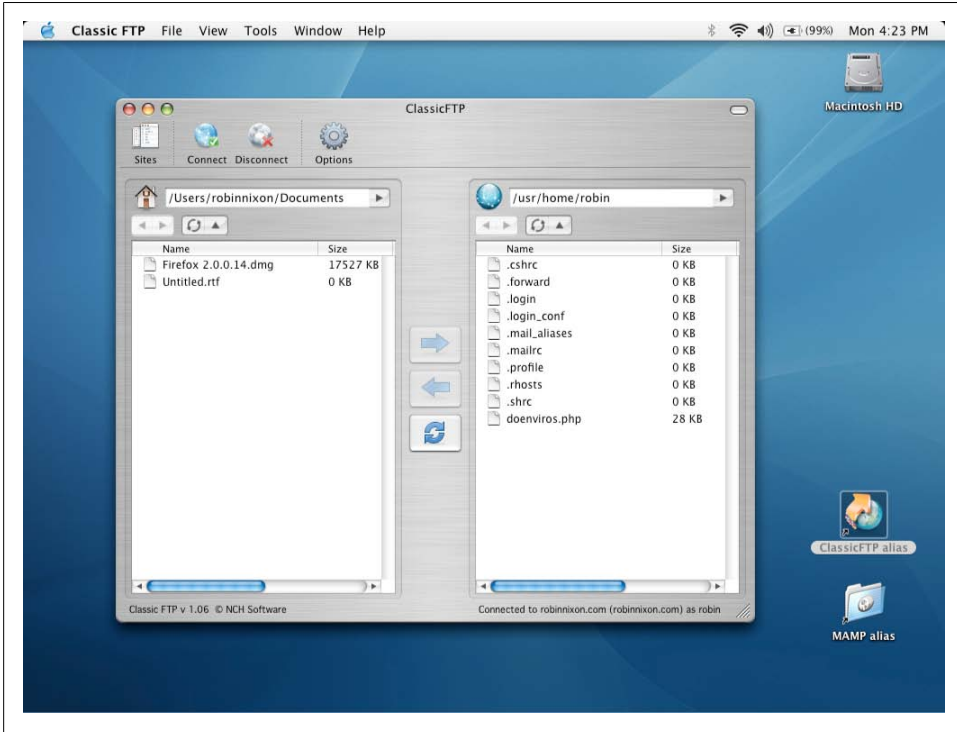 Classic FTP File View Tools Window Help (99%) Mon 4:23 PM
Macintosh HD
ClassicFTP
Sites Connect Disconnect Options
/Users/robinnixon/Documents
Name Size
Firefox 2.0.0.14.dmg 17527 KB
Untitled.rtf 0 KB
/usr/home/robin
Name Size
.cshrc 0 KB
.forward 0 KB
.login 0 KB
.login_conf 0 KB
.mail_aliases 0 KB
.mailrc 0 KB
.profile 0 KB
.rhosts 0 KB
.shrc 0 KB
doenviros.php 28 KB
Classic FTP v 1.06 © NCH Software
Connected to robinnixon.com (robinnixon.com) as robin
ClassicFTP alias
MAMP alias